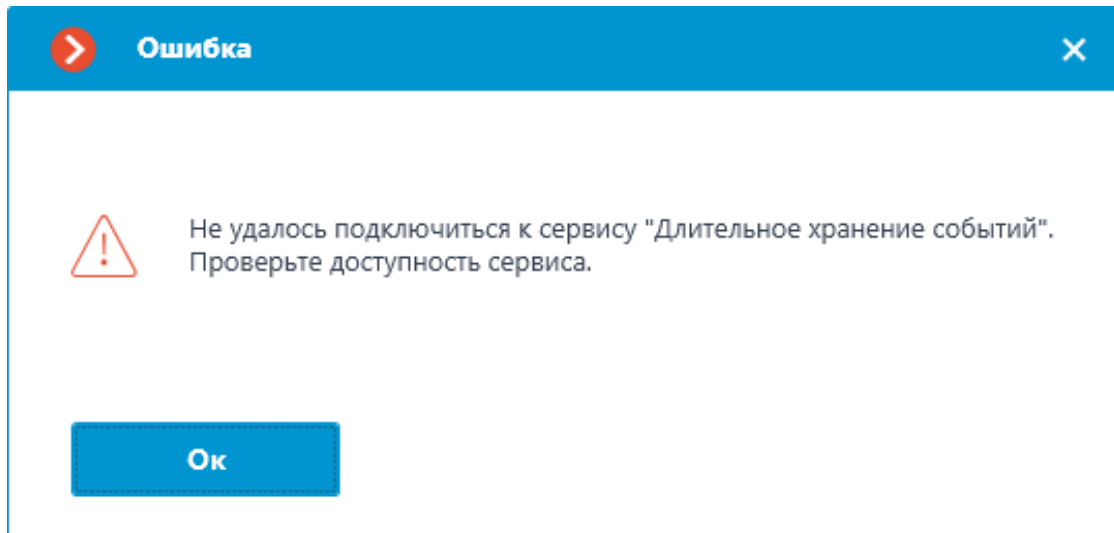 Ошибка
Не удалось подключиться к сервису "Длительное хранение событий".
Проверьте доступность сервиса.
Ок